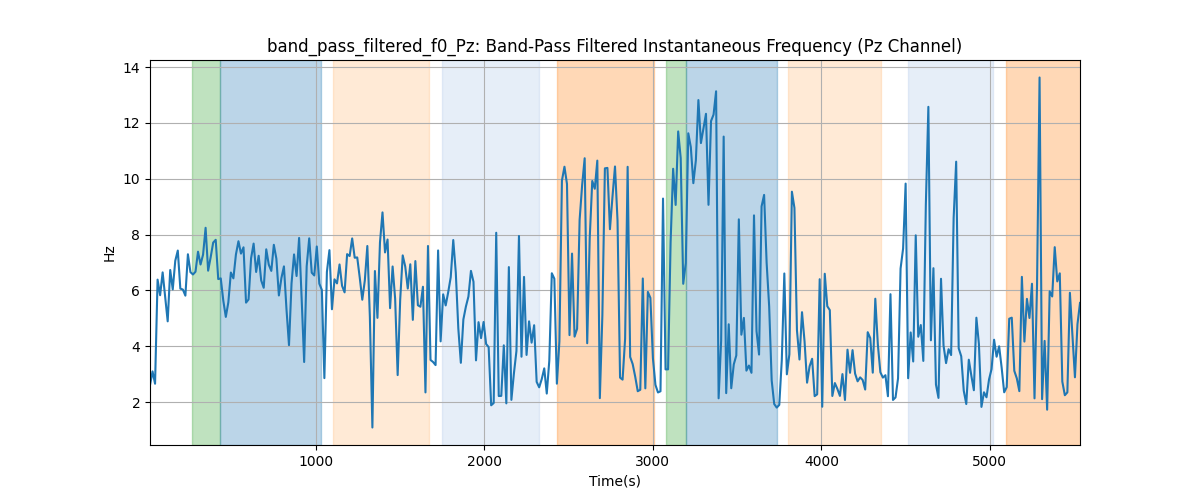 band_pass_filtered_f0_Pz: Band-Pass Filtered Instantaneous Frequency (Pz Channel)
14
12
10
8
6
4
2
Hz
1000 2000 3000 4000 5000
Time(s)